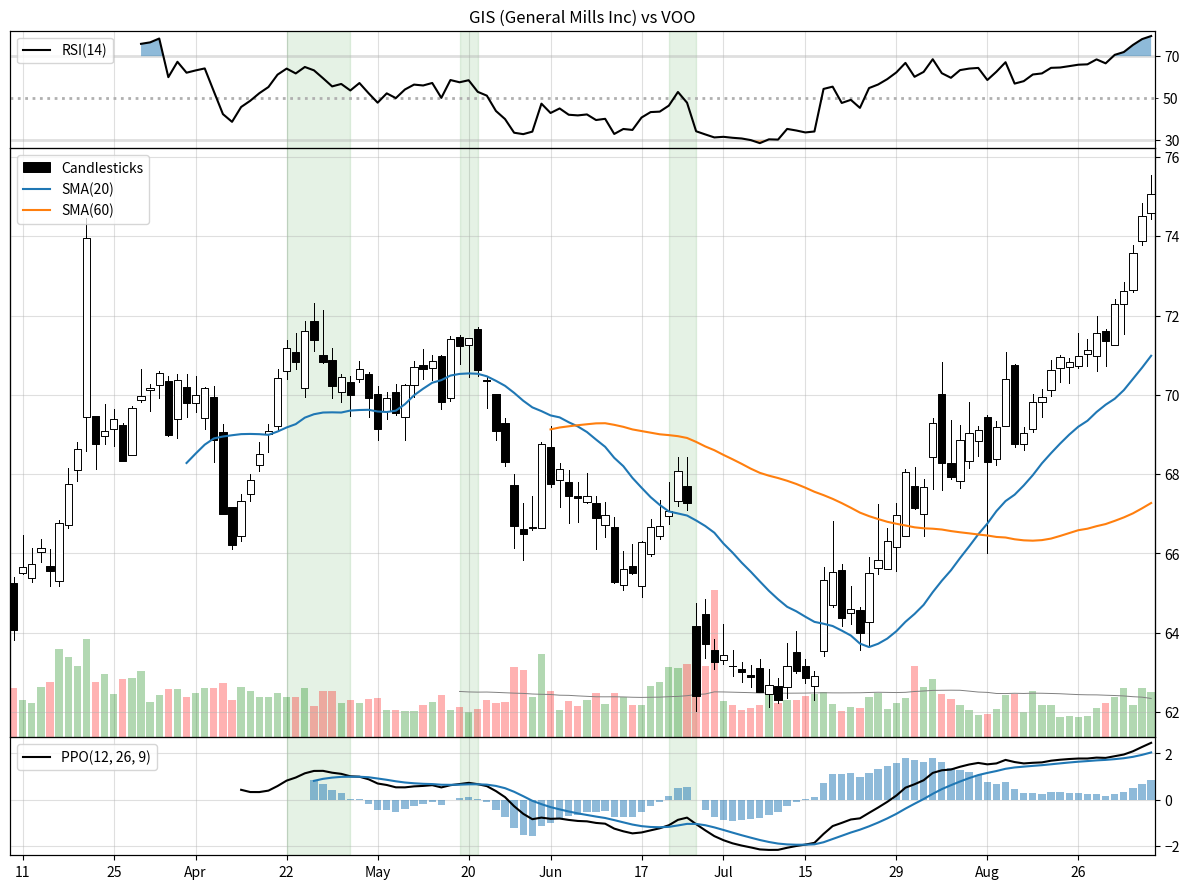 GIS (General Mills Inc) vs VOO
RSI(14)
70
50
30
Candlesticks
SMA(20)
SMA(60)
76
74
72
70
68
66
64
62
PPO(12, 26, 9)
2
0
−2
11 25 Apr 22 May 20 Jun 17 Jul 15 29 Aug 26